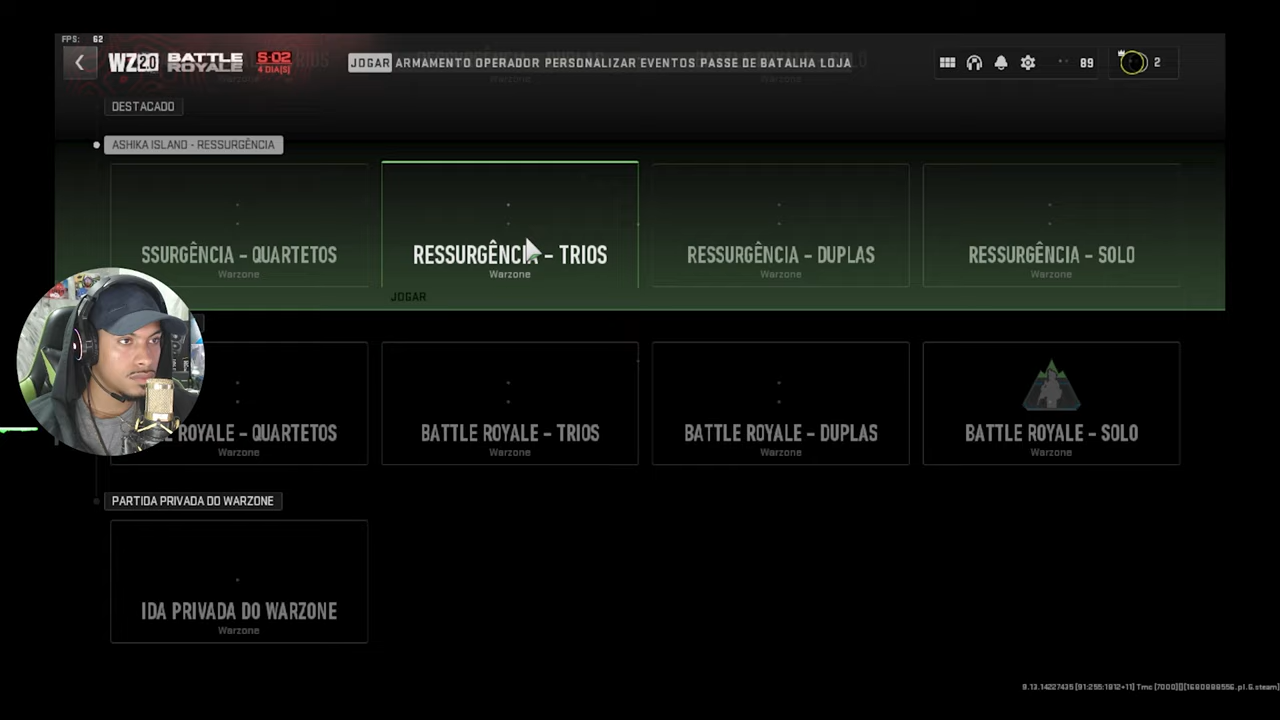 FPS: 62
WZ2.0 BATTLE ROYALE S-02 4 DIA[S]
JOGAR ARMAMENTO OPERADOR PERSONALIZAR EVENTOS PASSE DE BATALHA LOJA
89
2
DESTACADO
ASHIKA ISLAND - RESSURGÊNCIA
SSURGÊNCIA - QUARTETOS
Warzone
RESSURGÊNCIA - TRIOS
Warzone
JOGAR
RESSURGÊNCIA - DUPLAS
Warzone
RESSURGÊNCIA - SOLO
Warzone
ROYALE - QUARTETOS
Warzone
BATTLE ROYALE - TRIOS
Warzone
BATTLE ROYALE - DUPLAS
Warzone
BATTLE ROYALE - SOLO
Warzone
PARTIDA PRIVADA DO WARZONE
IDA PRIVADA DO WARZONE
Warzone